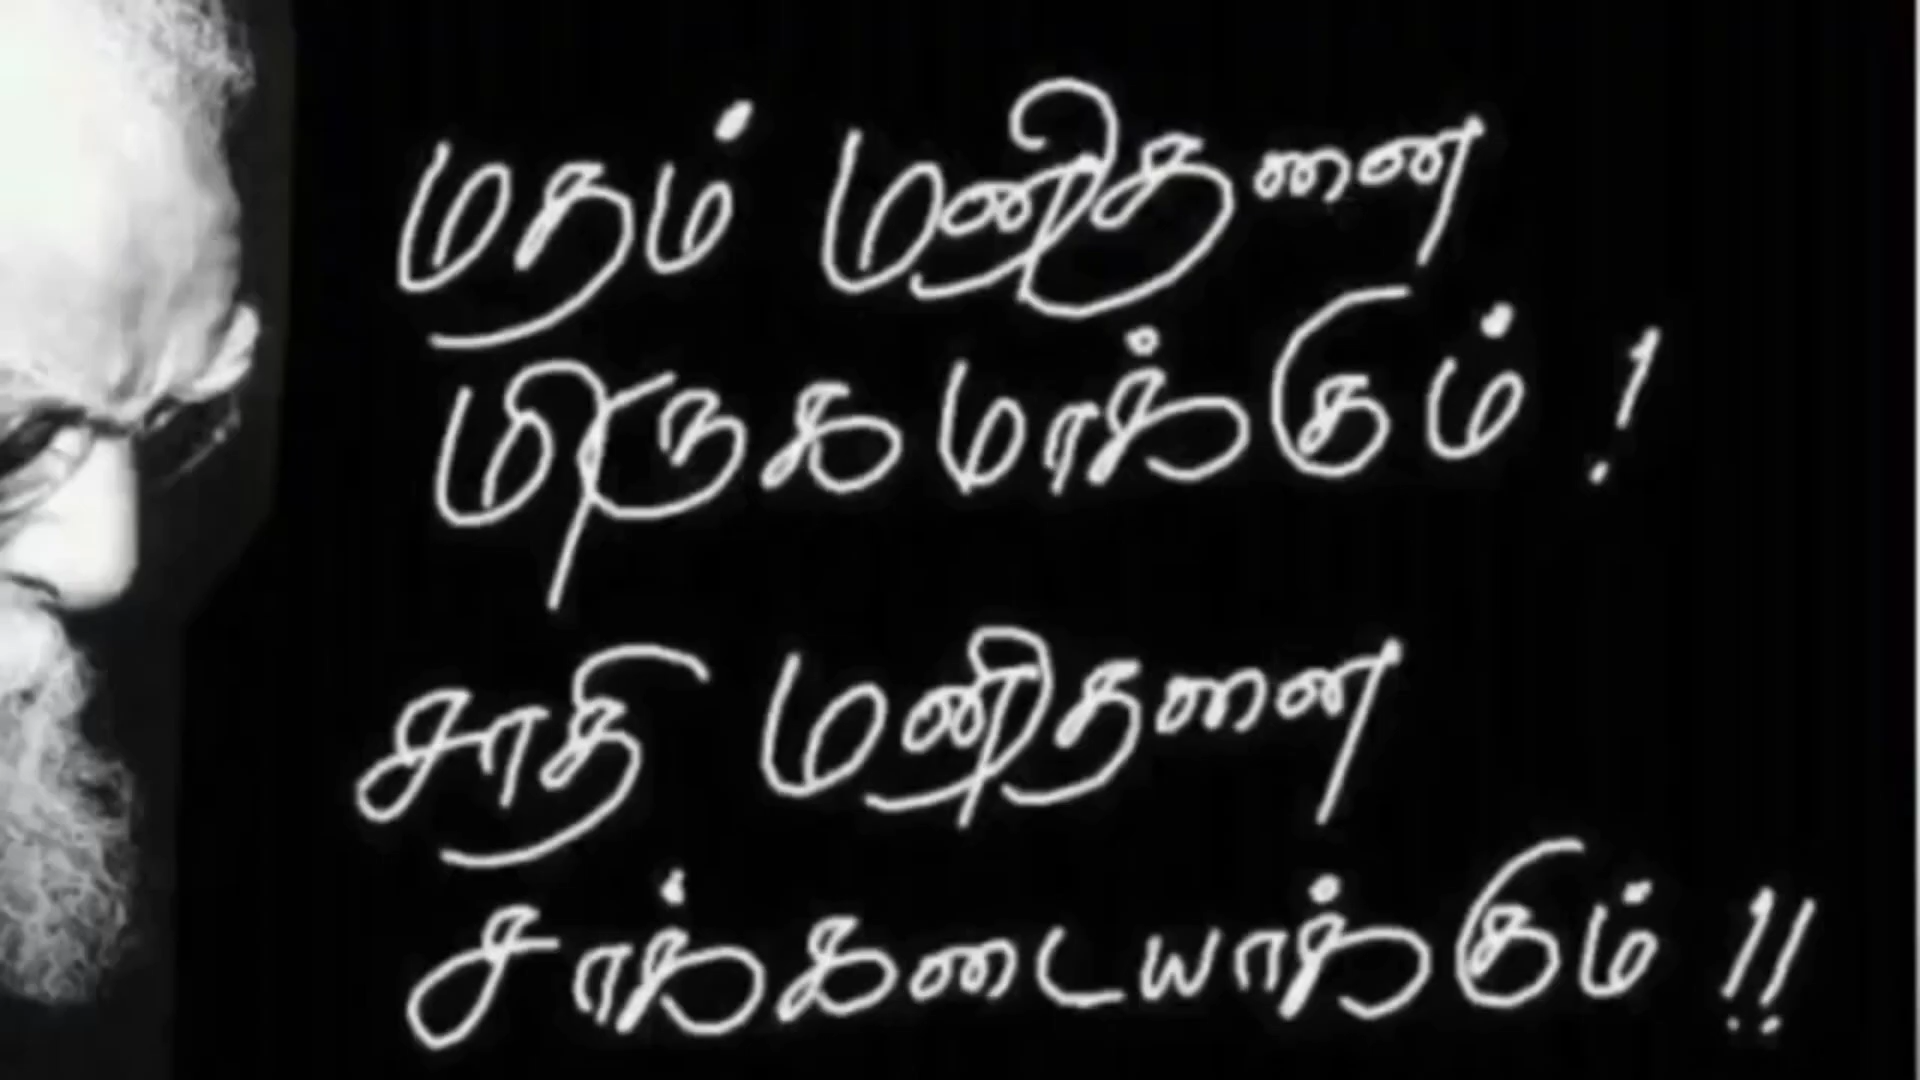 மதம் மனிதனை
மிருகமாக்கும் !
சாதி மனிதனை
சாக்கடையாக்கும் !!